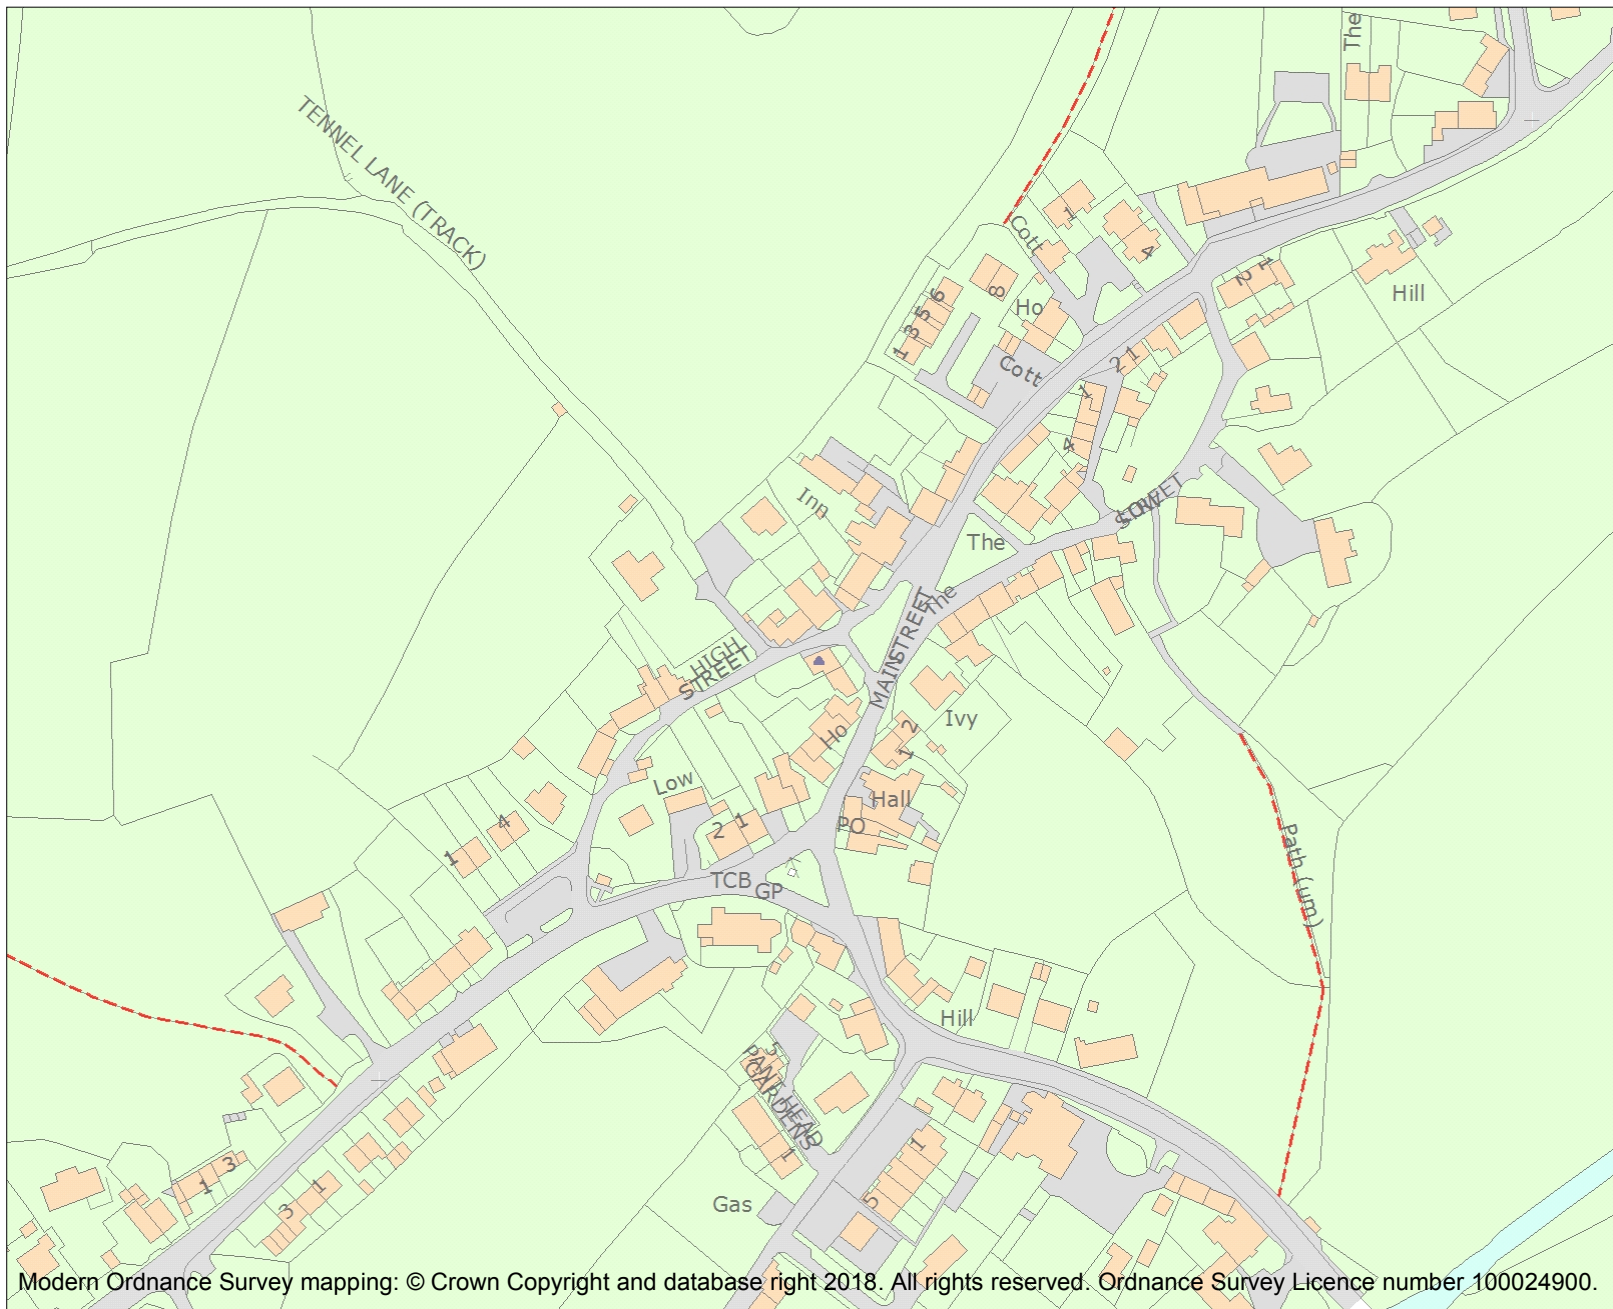 The
TENNEL LANE (TRACK)
1
Cott
4
8
Ho
2 1
Hill
6
5
3
1
Cott
2 1
1
4
Inn
LOW
STREET
The
The
HIGH
STREET
MAIN STREET
Ivy
2
1
Ho
Low
Hall
PO
2 1
4
1
TCB
GP
Path (um)
Hill
5
PANT HEAD
GARDENS
1
1
5
Gas
3
1
1
3
Modern Ordnance Survey mapping: © Crown Copyright and database right 2018. All rights reserved. Ordnance Survey Licence number 100024900.